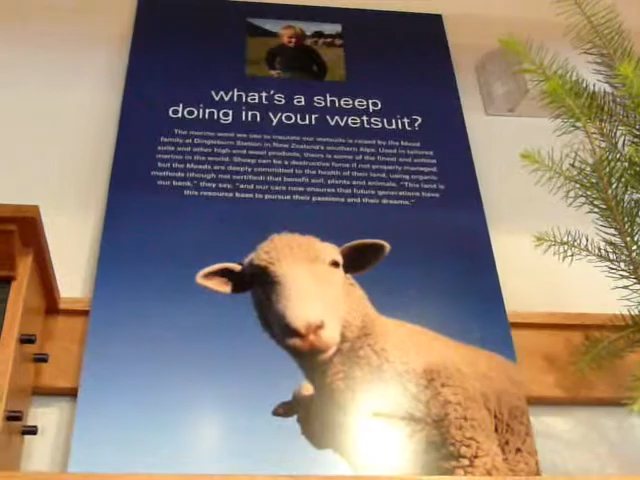 what's a sheep
doing in your wetsuit?
The merino wool we use to insulate our wetsuits is raised by the Mead
family at Dingleburn Station in New Zealand's southern Alps. Used in tailored
suits and other high-end wool products, theirs is some of the finest and softest
merino in the world. Sheep can be a destructive force if not properly managed,
but the Meads are deeply committed to the health of their land, using organic
methods (though not certified) that benefit soil, plants and animals. "This land is
our bank," they say, "and our care now ensures that future generations have
this resource base to pursue their passions and their dreams."